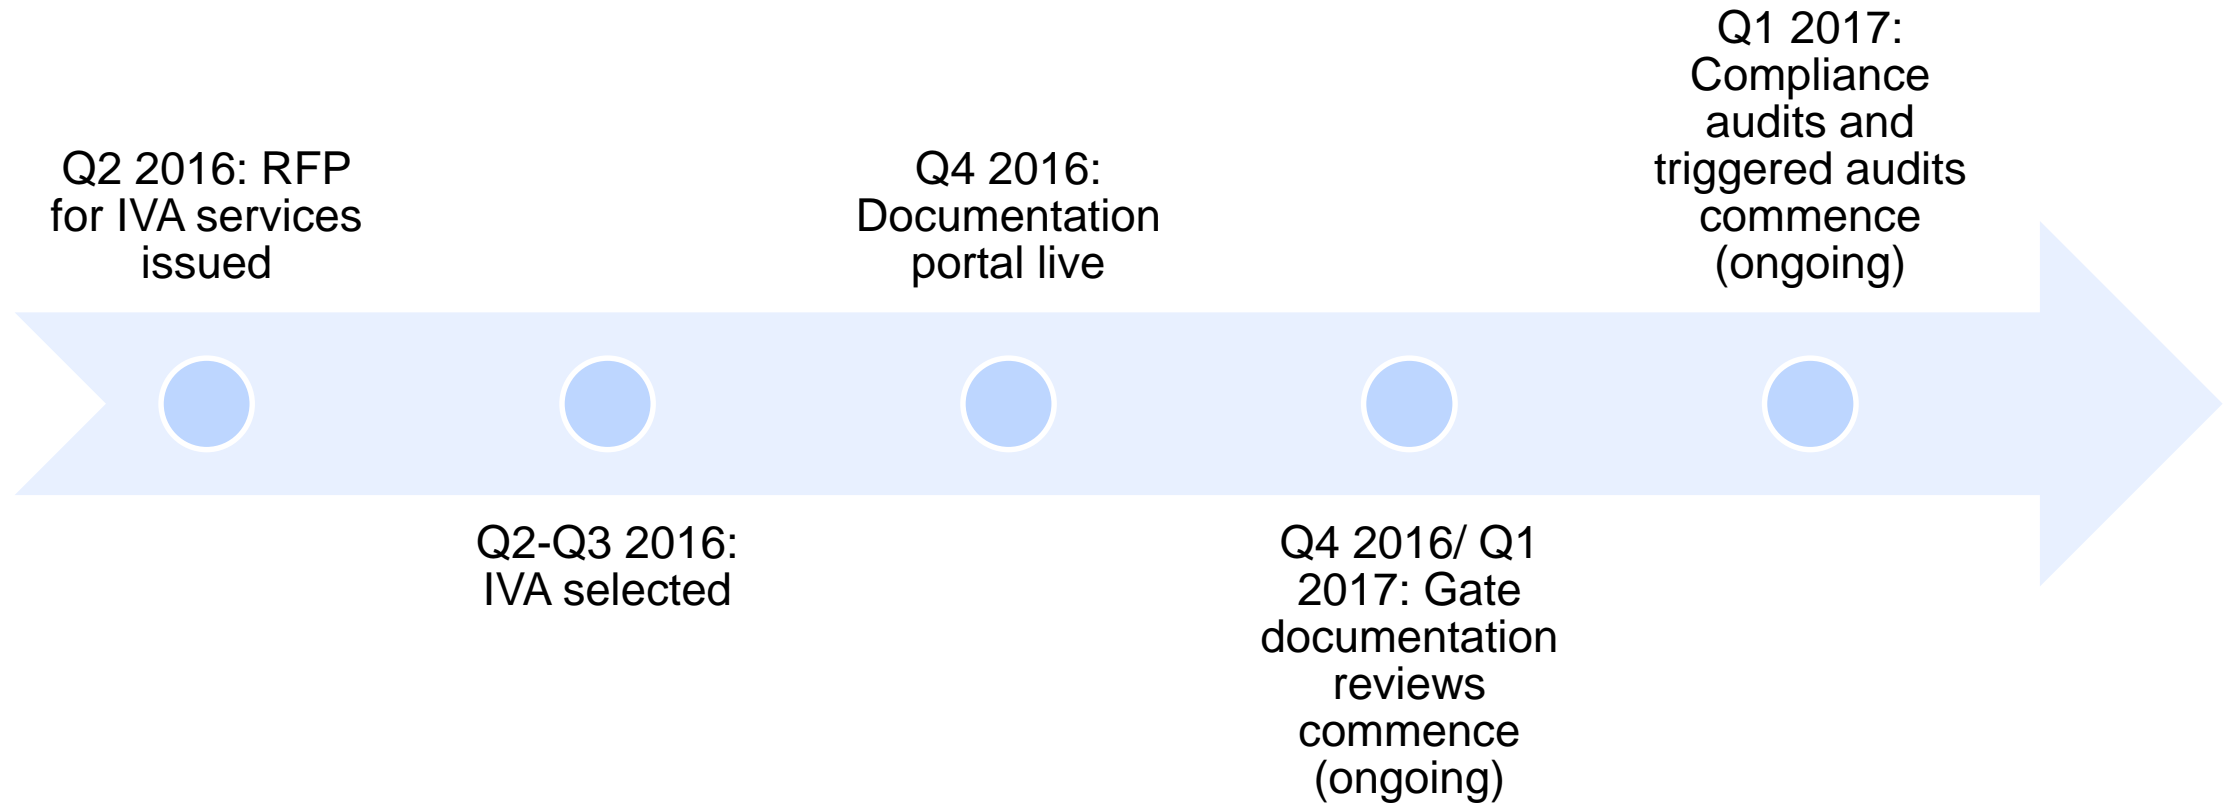 Q2 2016: RFP
for IVA services
issued
Q2-Q3 2016:
IVA selected
Q4 2016:
Documentation
portal live
Q4 2016/ Q1
2017: Gate
documentation
reviews
commence
(ongoing)
Q1 2017:
Compliance
audits and
triggered audits
commence
(ongoing)